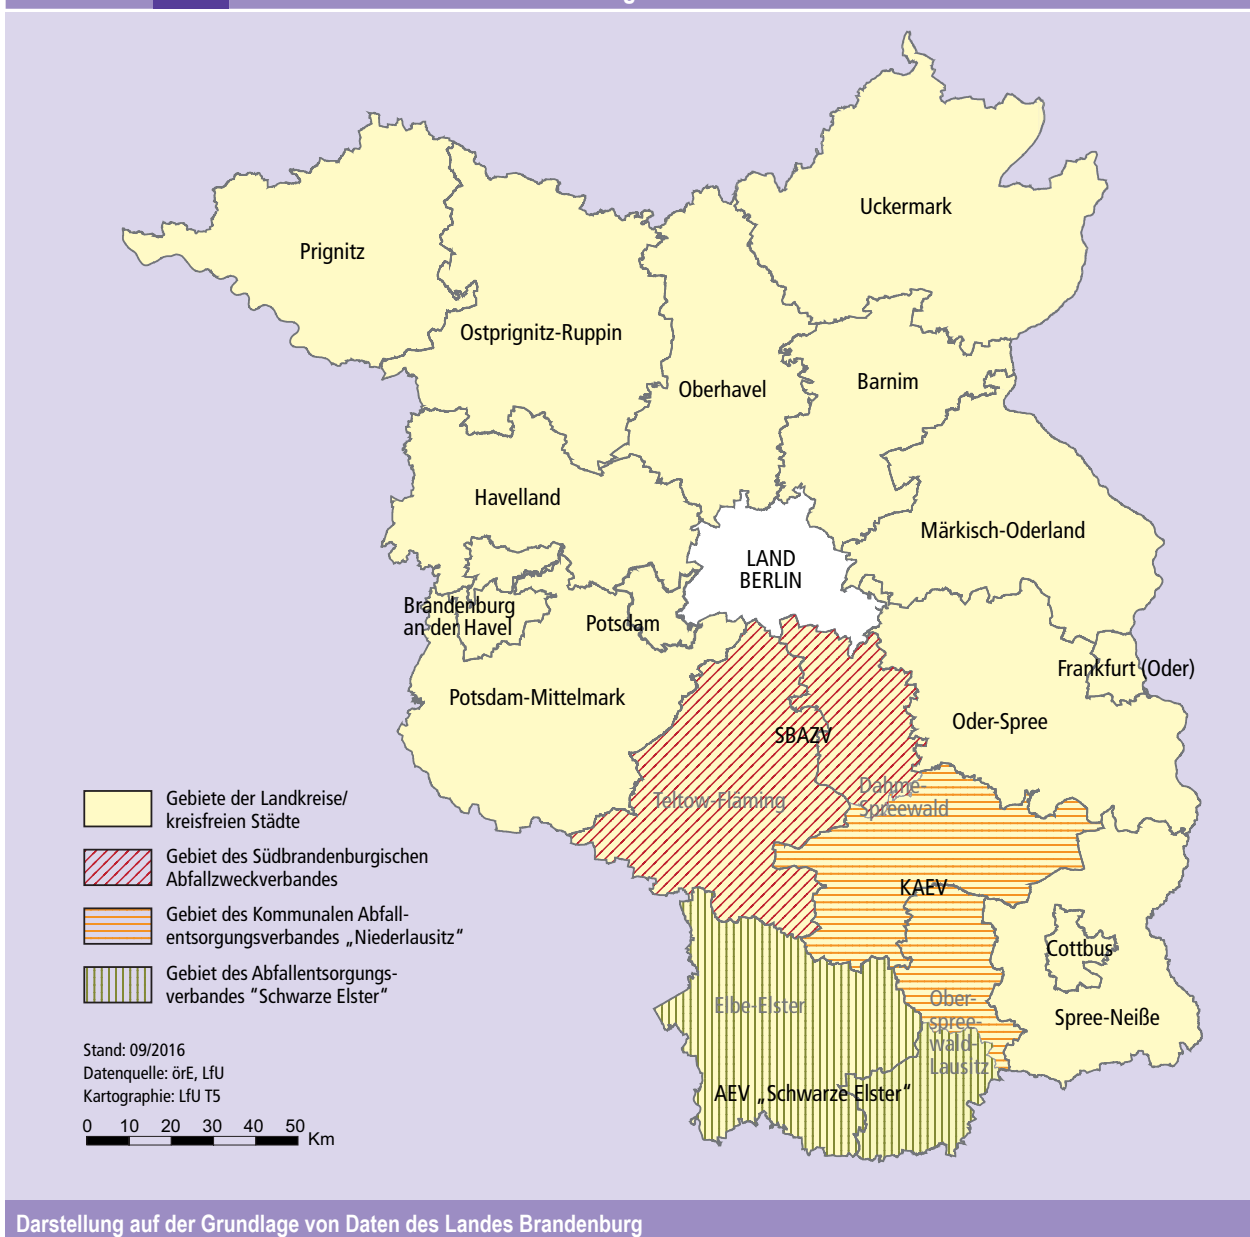 Uckermark
Prignitz
Ostprignitz-Ruppin
Oberhavel
Barnim
Havelland
Märkisch-Oderland
LAND
BERLIN
Brandenburg
an der Havel
Potsdam
Frankfurt (Oder)
Potsdam-Mittelmark
Oder-Spree
SBAZV
Teltow-Fläming
Dahme-
Spreewald
KAEV
Cottbus
Elbe-Elster
Ober-
spree-
wald-
Lausitz
Spree-Neiße
AEV „Schwarze Elster“
Gebiete der Landkreise/
kreisfreien Städte
Gebiet des Südbrandenburgischen
Abfallzweckverbandes
Gebiet des Kommunalen Abfall-
entsorgungsverbandes „Niederlausitz“
Gebiet des Abfallentsorgungs-
verbandes “Schwarze Elster”
Stand: 09/2016
Datenquelle: örE, LfU
Kartographie: LfU T5
0 10 20 30 40 50
Km
Darstellung auf der Grundlage von Daten des Landes Brandenburg